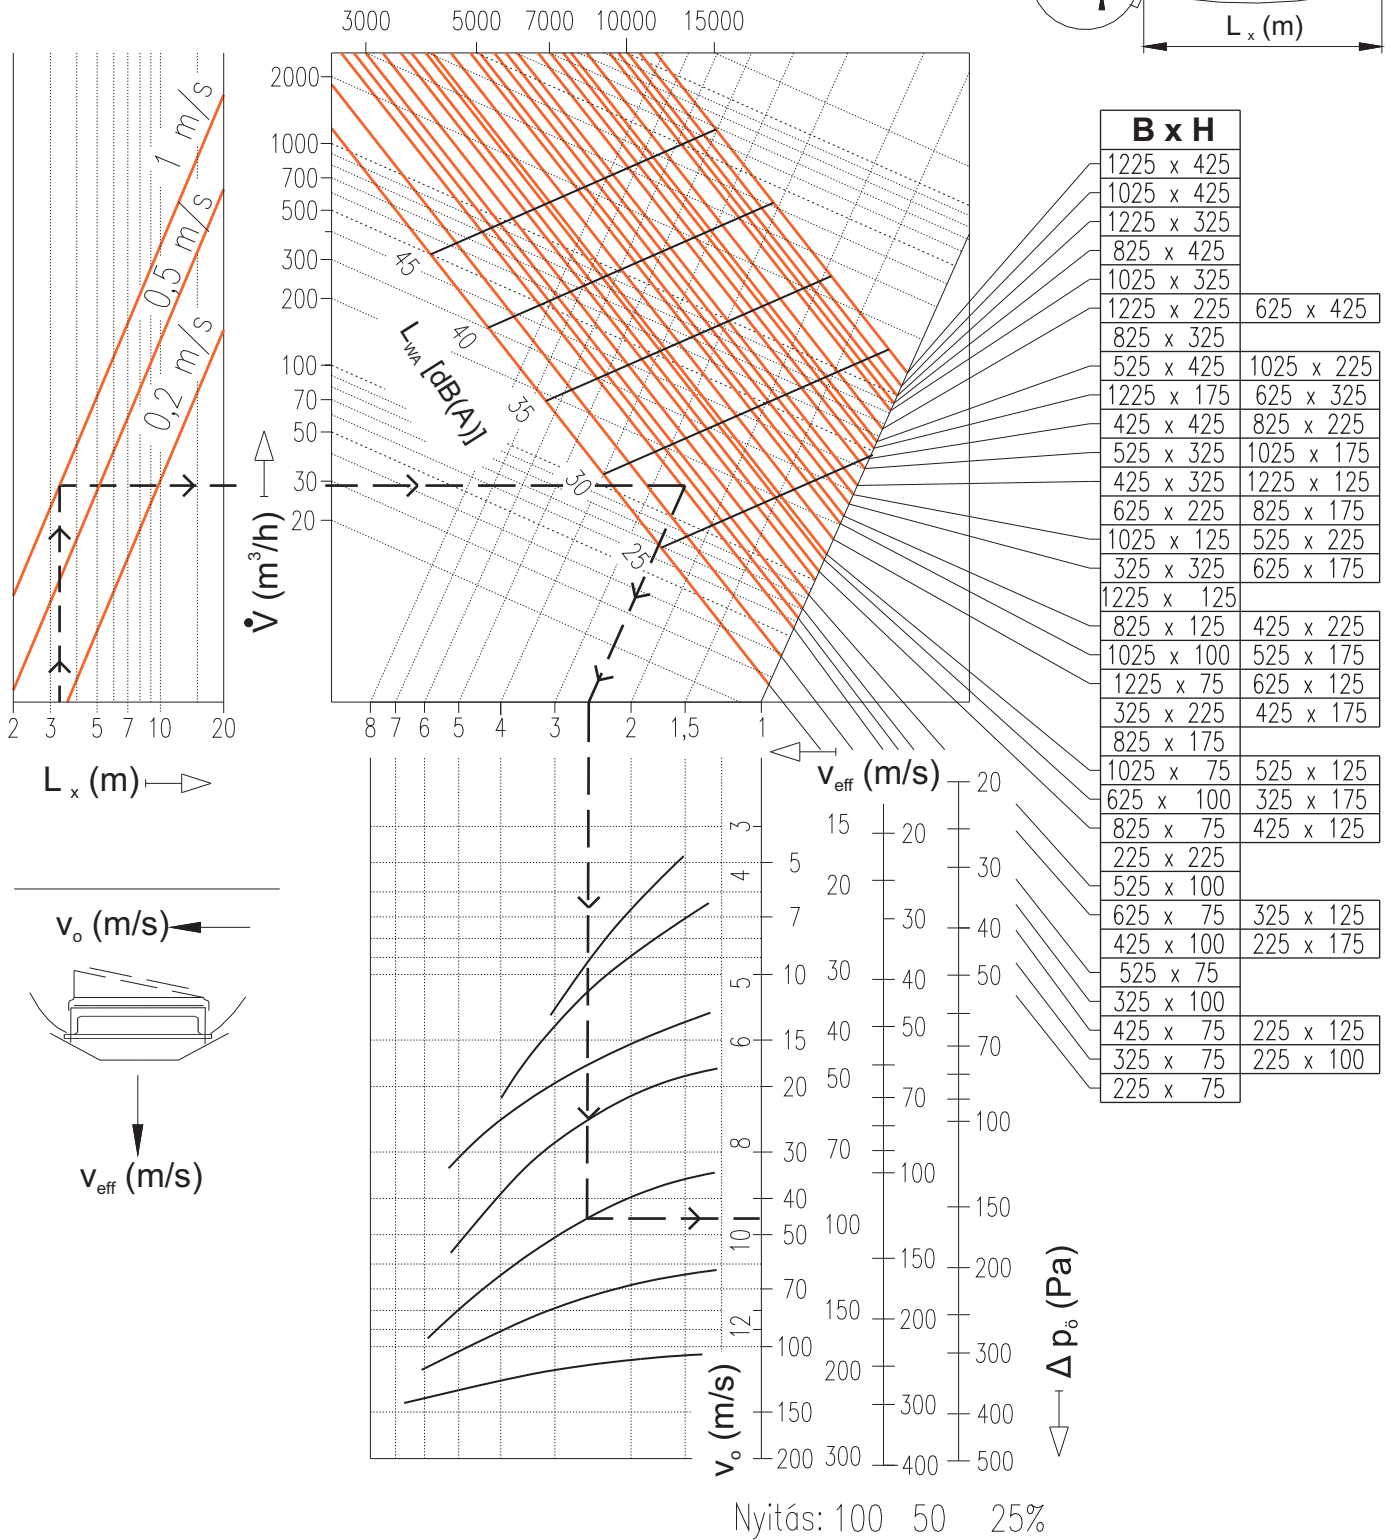 3000 5000 7000 10000 15000
L x (m)
2000
1000
700
500
300
200
100
70
50
30
20
V̇ (m³/h)
1 m/s
0,5 m/s
0,2 m/s
2 3 5 7 10 20
L x (m)
45
40
35
30
25
LWA [dB(A)]
8 7 6 5 4 3 2 1,5 1
veff (m/s)
B x H
1225 x 425
1025 x 425
1225 x 325
825 x 425
1025 x 325
1225 x 225 625 x 425
825 x 325
525 x 425 1025 x 225
1225 x 175 625 x 325
425 x 425 825 x 225
525 x 325 1025 x 175
425 x 325 1225 x 125
625 x 225 825 x 175
1025 x 125 525 x 225
325 x 325 625 x 175
1225 x 125
825 x 125 425 x 225
1025 x 100 525 x 175
1225 x 75 625 x 125
325 x 225 425 x 175
825 x 175
1025 x 75 525 x 125
625 x 100 325 x 175
825 x 75 425 x 125
225 x 225
525 x 100
625 x 75 325 x 125
425 x 100 225 x 175
525 x 75
325 x 100
425 x 75 225 x 125
325 x 75 225 x 100
225 x 75
vo (m/s)
veff (m/s)
3
4
5
6
8
10
12
vo (m/s)
5
7
10
15
20
30
40
50
70
100
150
200
15
20
30
40
50
70
100
150
200
300
20
30
40
50
70
100
150
200
300
400
20
30
40
50
70
100
150
200
300
400
500
Δ pö (Pa)
Nyitás: 100 50 25%